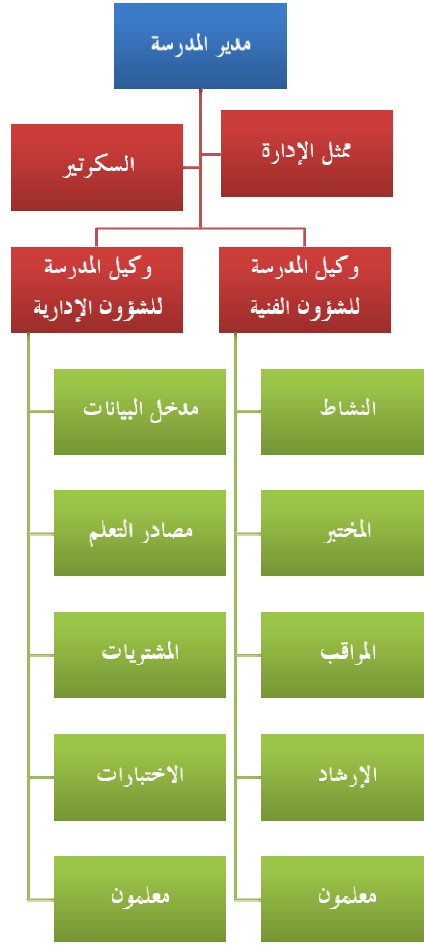 مدير المدرسة
ممثل الإدارة
السكرتير
وكيل المدرسة
للشؤون الفنية
وكيل المدرسة
للشؤون الإدارية
النشاط
المختبر
المراقب
الإرشاد
معلمون
مدخل البيانات
مصادر التعلم
المشتريات
الاختبارات
معلمون